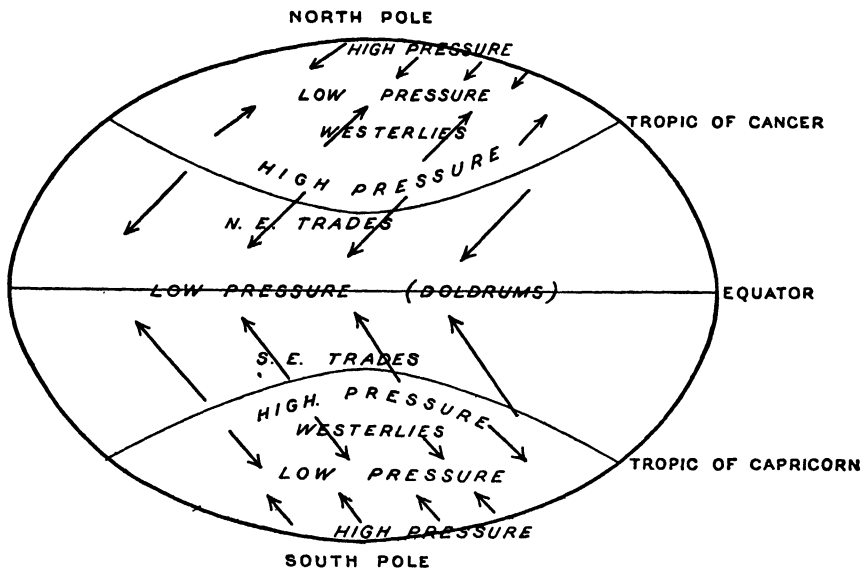 NORTH POLE
HIGH PRESSURE
LOW PRESSURE
TROPIC OF CANCER
WESTERLIES
HIGH PRESSURE
N. E. TRADES
LOW PRESSURE (DOLDRUMS)
EQUATOR
S. E. TRADES
HIGH. PRESSURE
WESTERLIES
TROPIC OF CAPRICORN
LOW PRESSURE
HIGH PRESSURE
SOUTH POLE